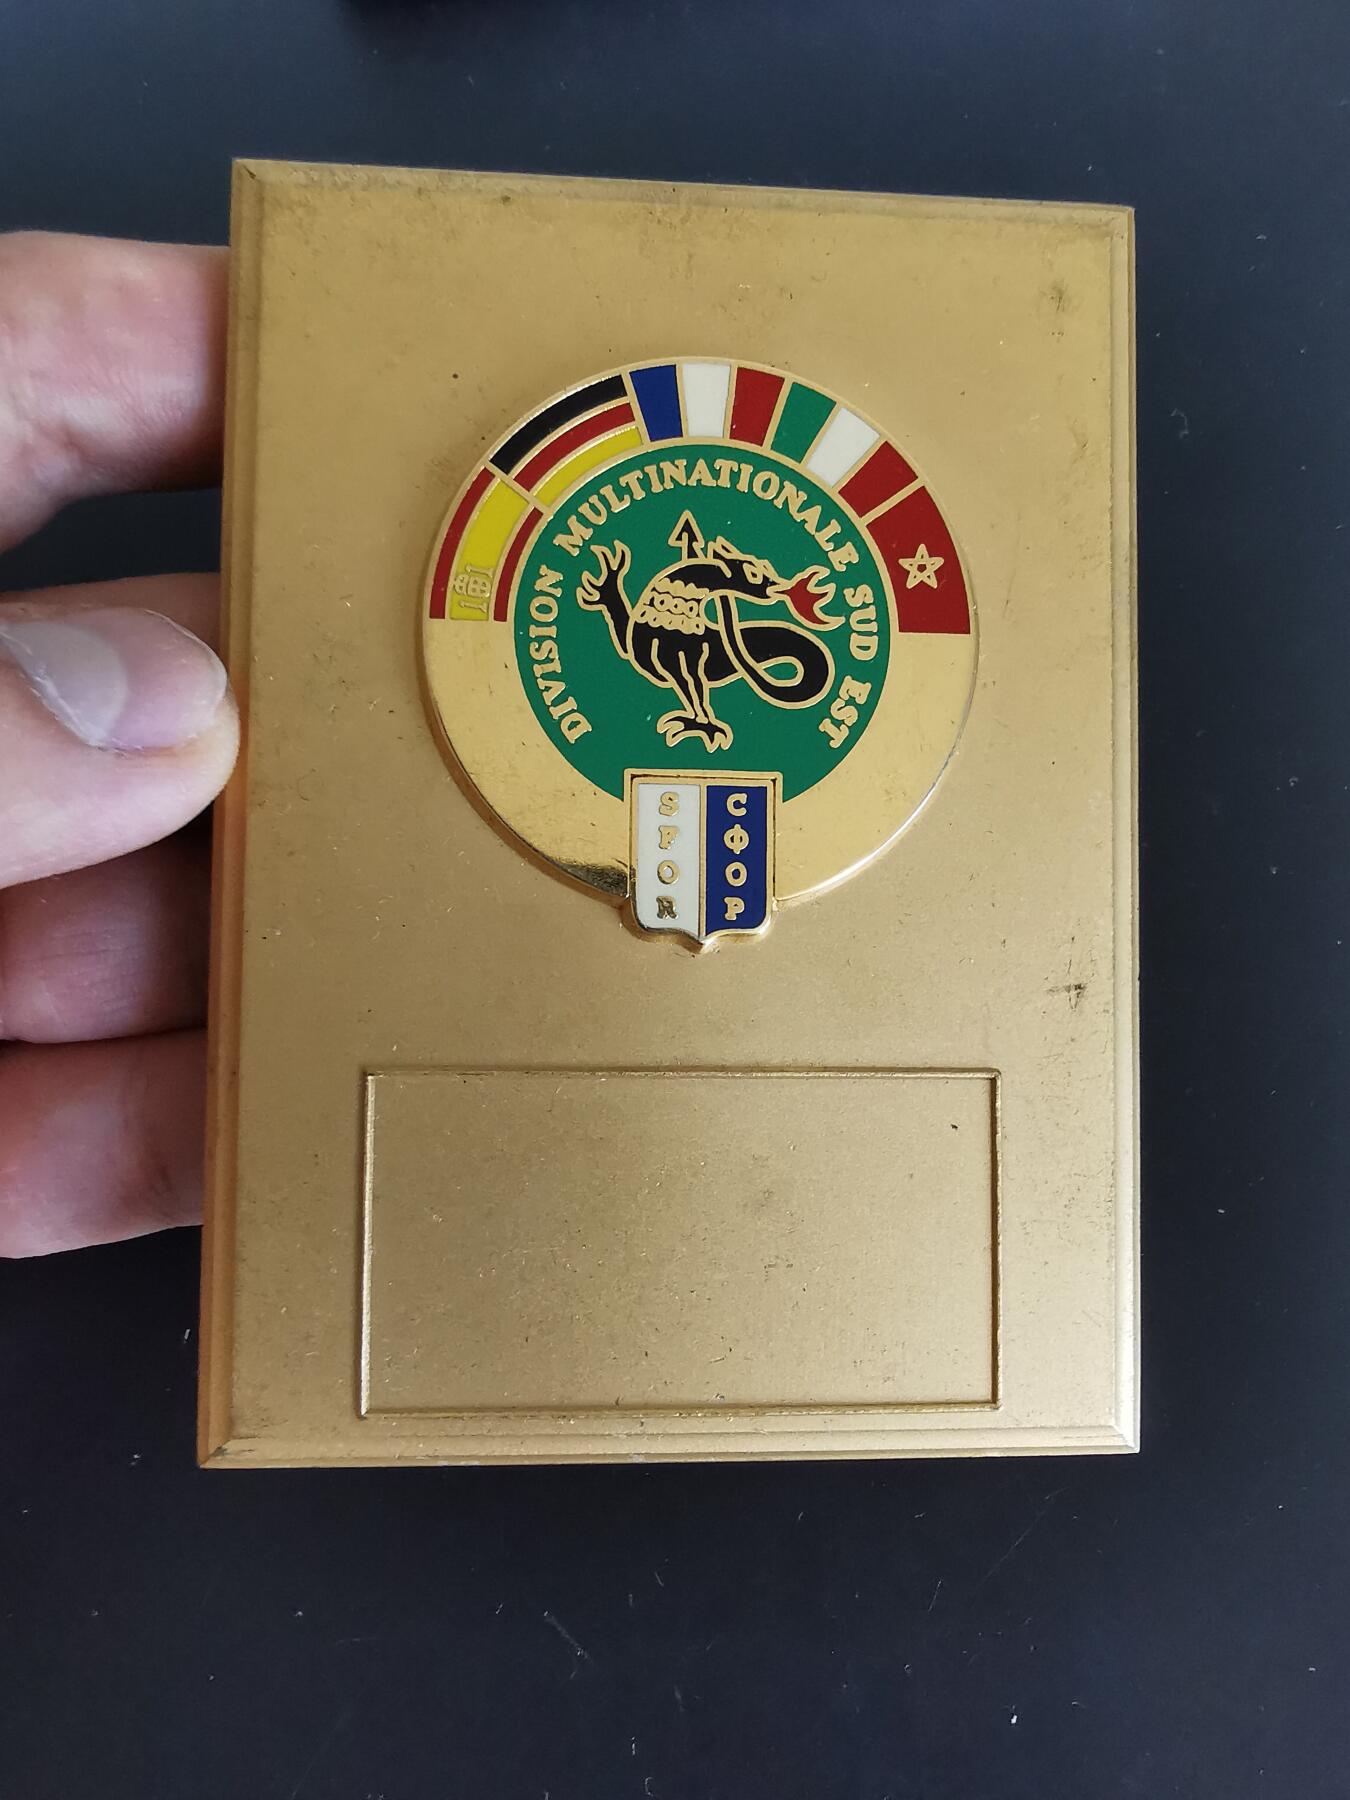 DIVISION MULTINATIONALE SUD EST
SFOR
СФОР